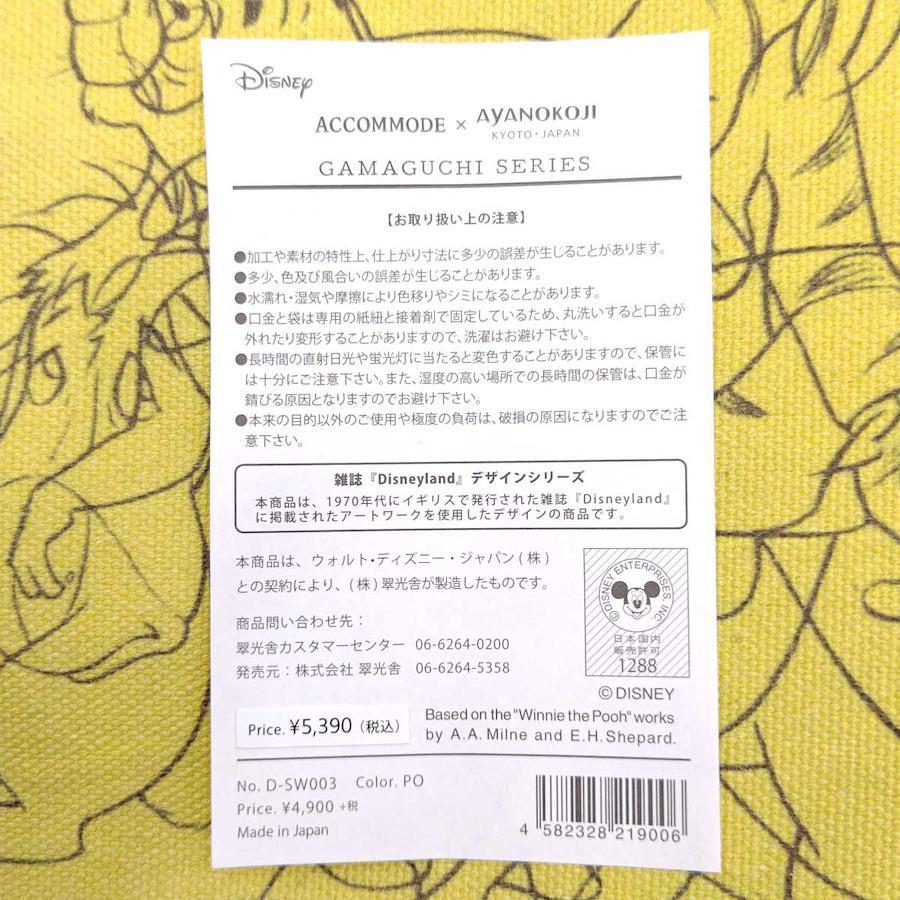 Disney
ACCOMMODE × AYANOKOJI
KYOTO・JAPAN
GAMAGUCHI SERIES
【お取り扱い上の注意】
●加工や素材の特性上、仕上がり寸法に多少の誤差が生じることがあります。
●多少、色及び風合いの誤差が生じることがあります。
●水濡れ・湿気や摩擦により色移りやシミになることがあります。
●口金と袋は専用の紙紐と接着剤で固定しているため、丸洗いすると口金が
外れたり変形することがありますので、洗濯はお避け下さい。
●長時間の直射日光や蛍光灯に当たると変色することがありますので、保管に
は十分にご注意下さい。また、湿度の高い場所での長時間の保管は、口金が
錆びる原因となりますのでお避け下さい。
●本来の目的以外のご使用や極度の負荷は、破損の原因になりますのでご注
意下さい。
雑誌『Disneyland』デザインシリーズ
本商品は、1970年代にイギリスで発行された雑誌『Disneyland』
に掲載されたアートワークを使用したデザインの商品です。
本商品は、ウォルト・ディズニー・ジャパン(株)
との契約により、(株)翠光舎が製造したものです。
商品問い合わせ先：
翠光舎カスタマーセンター 06-6264-0200
発売元：株式会社 翠光舎 06-6264-5358
©DISNEY ENTERPRISES, INC.
日本国内
販売許可
1288
©DISNEY
Price. ¥5,390（税込）
Based on the "Winnie the Pooh" works
by A.A. Milne and E.H. Shepard.
No. D-SW003 Color. PO
Price. ¥4,900 +税
Made in Japan
4 582328 219006